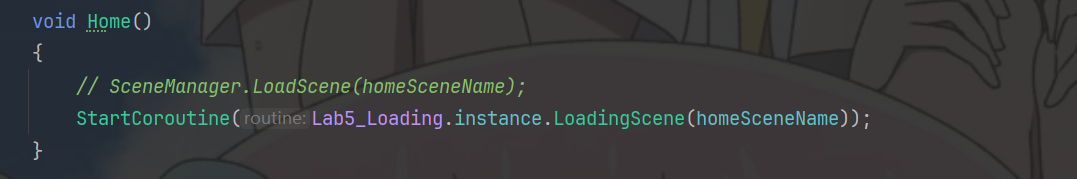 void Home()
{
// SceneManager.LoadScene(homeSceneName);
StartCoroutine(routine: Lab5_Loading.instance.LoadingScene(homeSceneName));
}